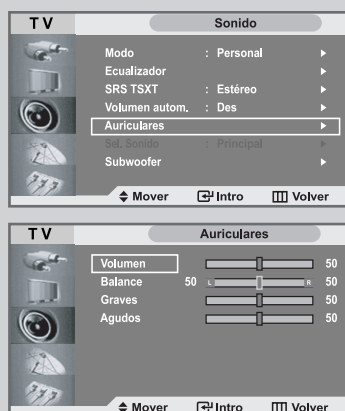 TV Sonido
Modo : Personal
Ecualizador
SRS TSXT : Estéreo
Volumen autom. : Des
Auriculares
Sel. Sonido : Principal
Subwoofer
Mover Intro Volver
TV Auriculares
Volumen 50
Balance 50 L R 50
Graves 50
Agudos 50
Mover Intro Volver